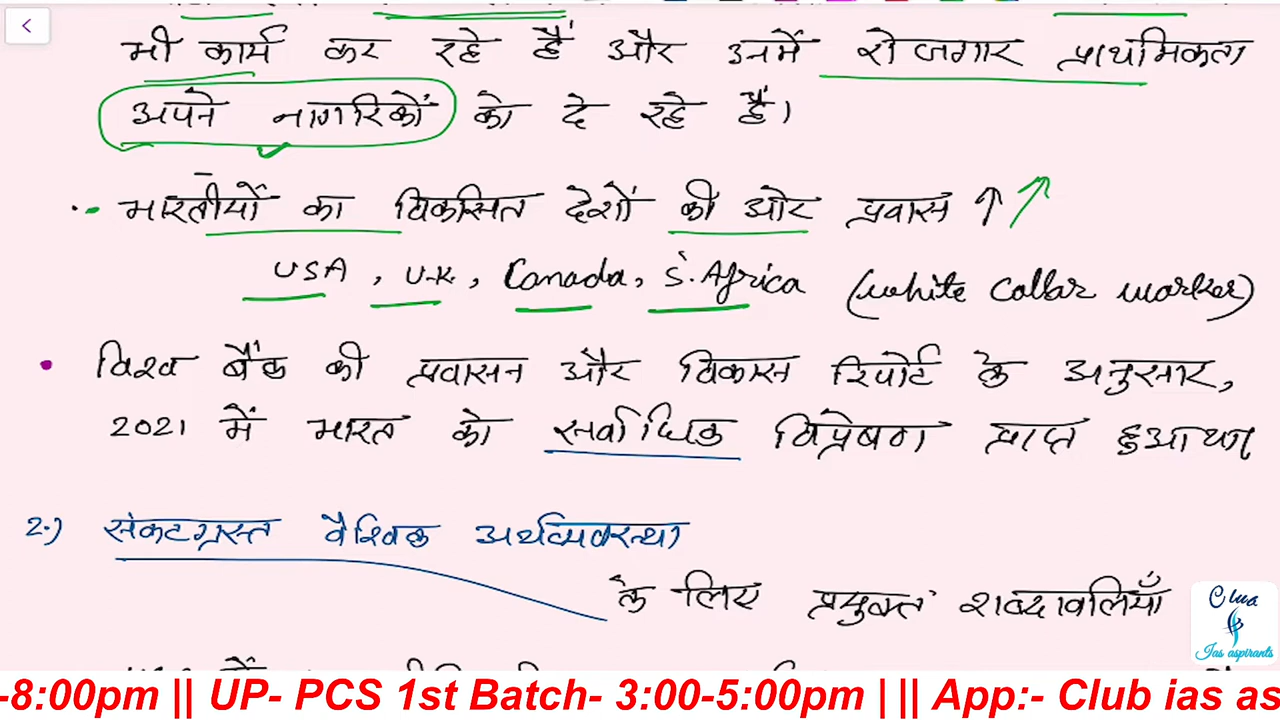 भी कार्य कर रहे हैं और उनमें रोजगार प्राथमिकता
अपने नागरिकों को दे रहे हैं।
भारतीयों का विकसित देशों की ओर प्रवास ↑ ↑
USA, U.K., Canada, S. Africa (white collar worker)
विश्व बैंक की प्रवासन और विकास रिपोर्ट के अनुसार,
2021 में भारत को सर्वाधिक विप्रेषण प्राप्त हुआ था
2.) संकटग्रस्त वैश्विक अर्थव्यवस्था
के लिए प्रयुक्त शब्दावलियाँ
Club
Ias aspirants
-8:00pm || UP- PCS 1st Batch- 3:00-5:00pm | || App:- Club ias as